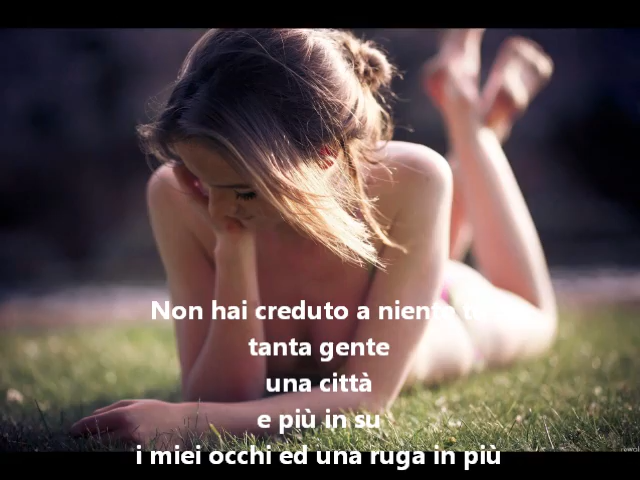 Non hai creduto a niente tu
tanta gente
una città
e più in su
i miei occhi ed una ruga in più